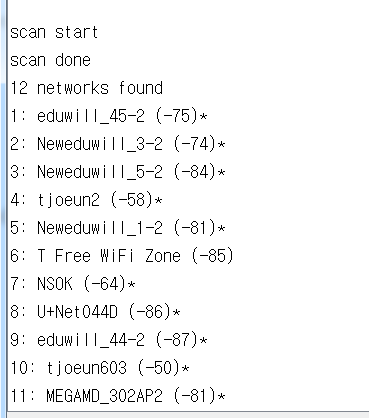 scan start
scan done
12 networks found
1: eduwill_45-2 (-75)*
2: Neweduwill_3-2 (-74)*
3: Neweduwill_5-2 (-84)*
4: tjoeun2 (-58)*
5: Neweduwill_1-2 (-81)*
6: T Free WiFi Zone (-85)
7: NSOK (-64)*
8: U+Net044D (-86)*
9: eduwill_44-2 (-87)*
10: tjoeun603 (-50)*
11: MEGAMD_302AP2 (-81)*